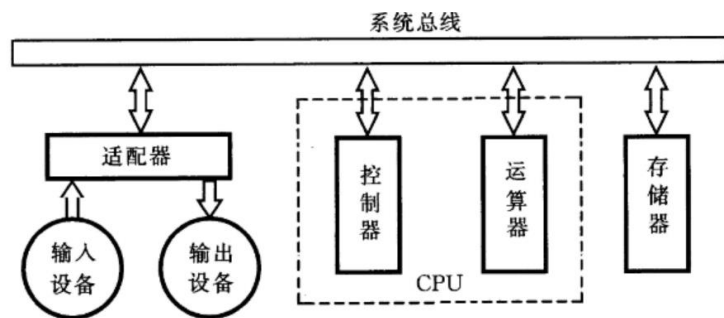 系统总线
适配器
控制器
运算器
存储器
输入
设备
输出
设备
CPU